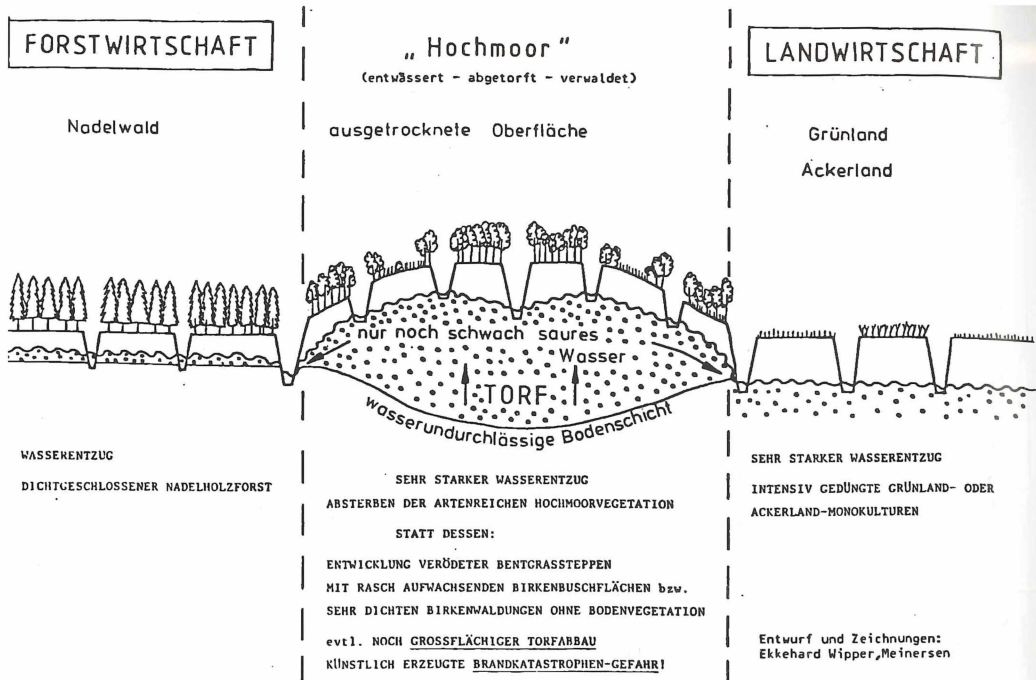 FORSTWIRTSCHAFT
Nadelwald
„Hochmoor"
(entwässert - abgetorft - verwaldet)
ausgetrocknete Oberfläche
LANDWIRTSCHAFT
Grünland
Ackerland
nur noch schwach saures
Wasser
TORF
wasserundurchlässige Bodenschicht
WASSERENTZUG
DICHTGESCHLOSSENER NADELHOLZFORST
SEHR STARKER WASSERENTZUG
ABSTERBEN DER ARTENREICHEN HOCHMOORVEGETATION
STATT DESSEN:
ENTWICKLUNG VERÖDETER BENTGRASSTEPPEN
MIT RASCH AUFWACHSENDEN BIRKENBUSCHFLÄCHEN bzw.
SEHR DICHTEN BIRKENWALDUNGEN OHNE BODENVEGETATION
evtl. NOCH GROSSFLÄCHIGER TORFABBAU
KÜNSTLICH ERZEUGTE BRANDKATASTROPHEN-GEFAHR!
SEHR STARKER WASSERENTZUG
INTENSIV GEDÜNGTE GRÜNLAND- ODER
ACKERLAND-MONOKULTUREN
Entwurf und Zeichnungen:
Ekkehard Wipper,Meinersen